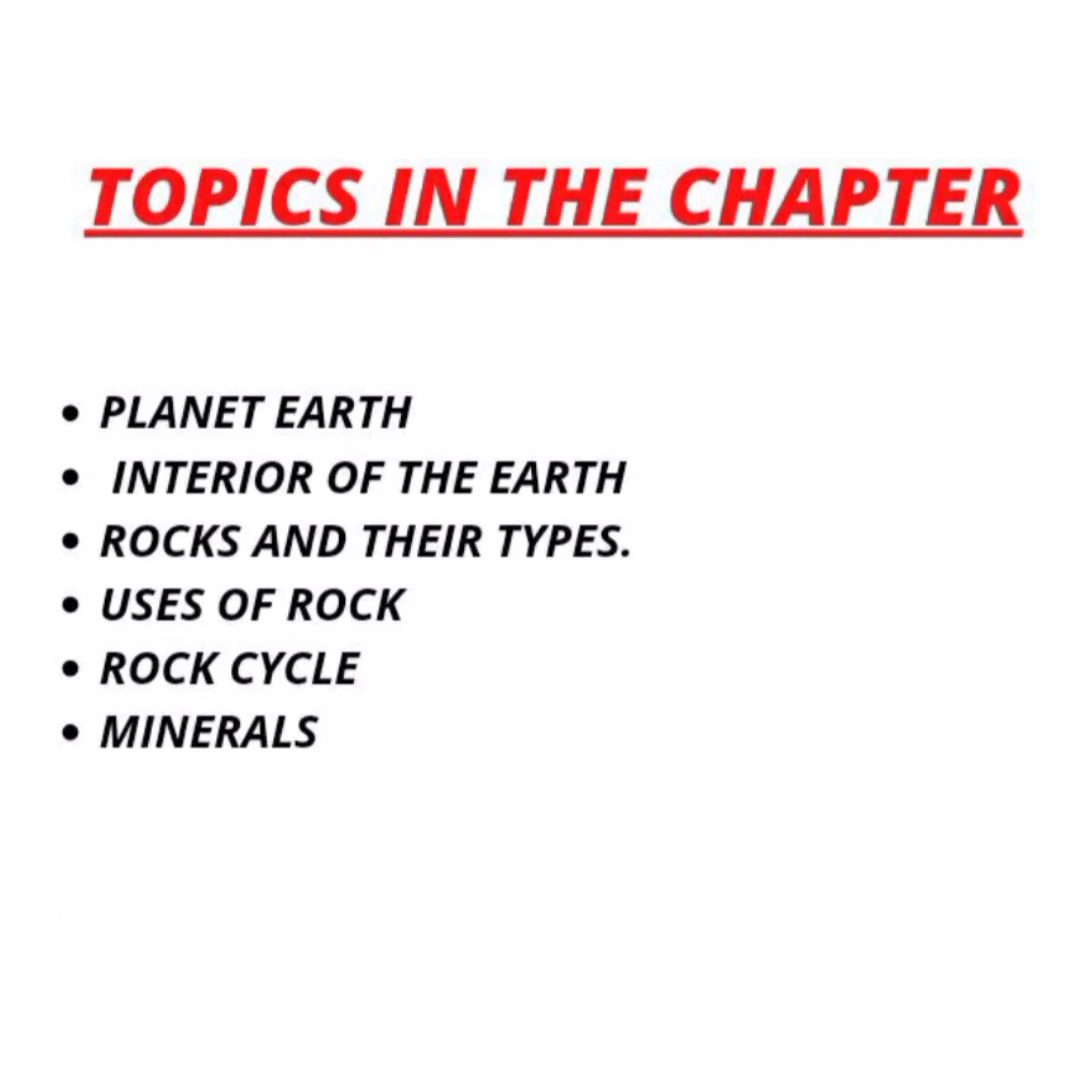 TOPICS IN THE CHAPTER
• PLANET EARTH
• INTERIOR OF THE EARTH
• ROCKS AND THEIR TYPES.
• USES OF ROCK
• ROCK CYCLE
• MINERALS